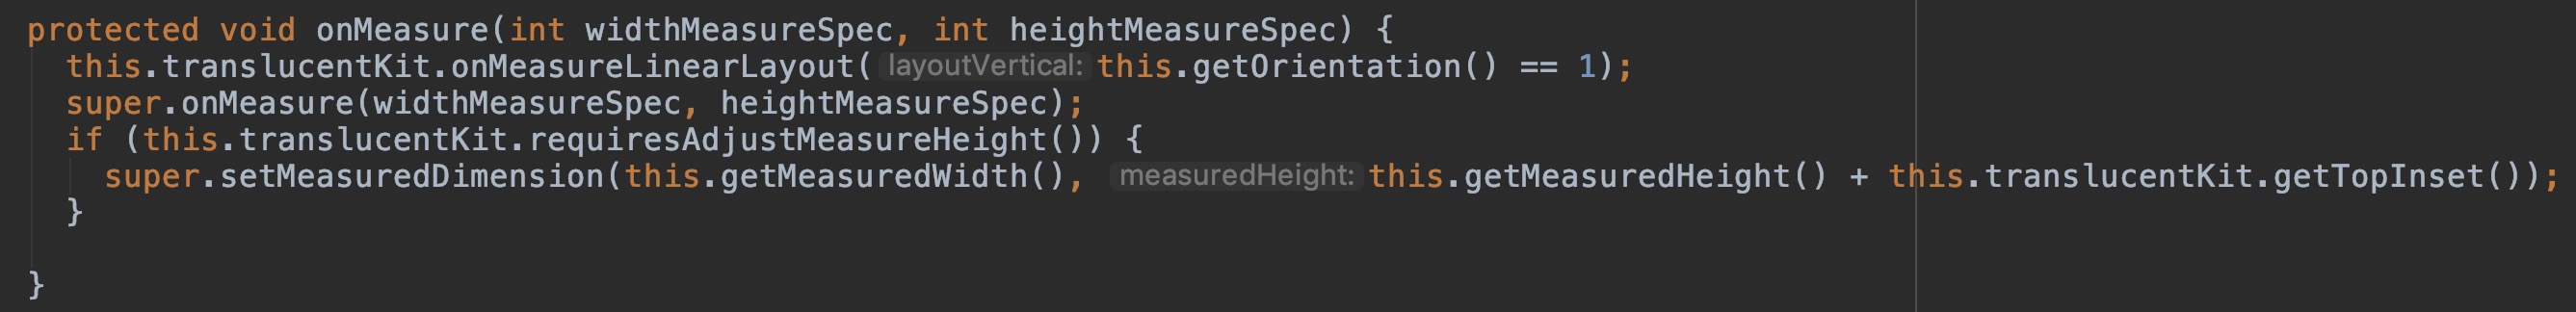 protected void onMeasure(int widthMeasureSpec, int heightMeasureSpec) {
this.translucentKit.onMeasureLinearLayout( layoutVertical: this.getOrientation() == 1);
super.onMeasure(widthMeasureSpec, heightMeasureSpec);
if (this.translucentKit.requiresAdjustMeasureHeight()) {
super.setMeasuredDimension(this.getMeasuredWidth(), measuredHeight: this.getMeasuredHeight() + this.translucentKit.getTopInset());
}
}